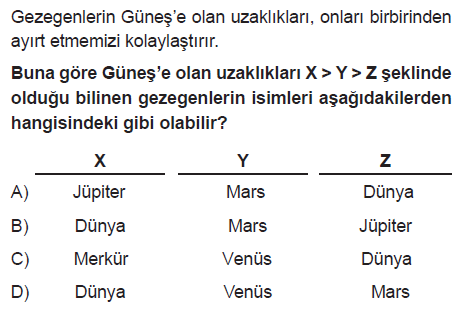 Gezegenlerin Güneş’e olan uzaklıkları, onları birbirinden
ayırt etmemizi kolaylaştırır.
Buna göre Güneş’e olan uzaklıkları X > Y > Z şeklinde
olduğu bilinen gezegenlerin isimleri aşağıdakilerden
hangisindeki gibi olabilir?
X Y Z
A) Jüpiter Mars Dünya
B) Dünya Mars Jüpiter
C) Merkür Venüs Dünya
D) Dünya Venüs Mars